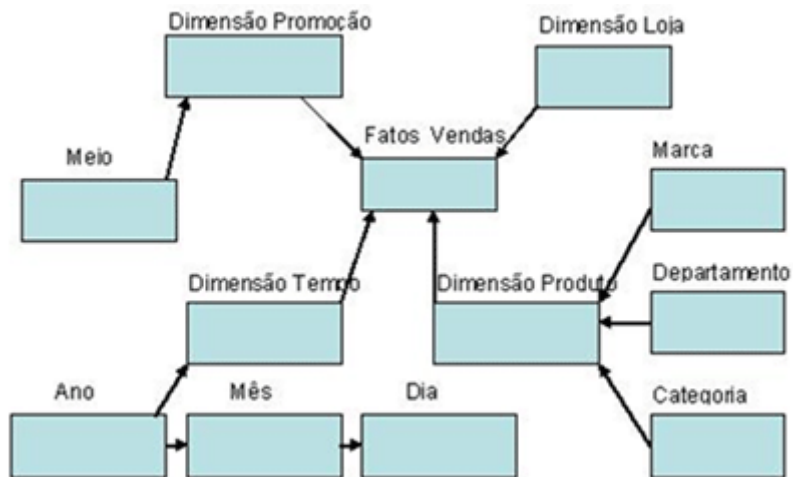 Dimensão Promoção
Dimensão Loja
Fatos Vendas
Meio
Marca
Dimensão Tempo
Dimensão Produto
Departamento
Ano
Mês
Dia
Categoria